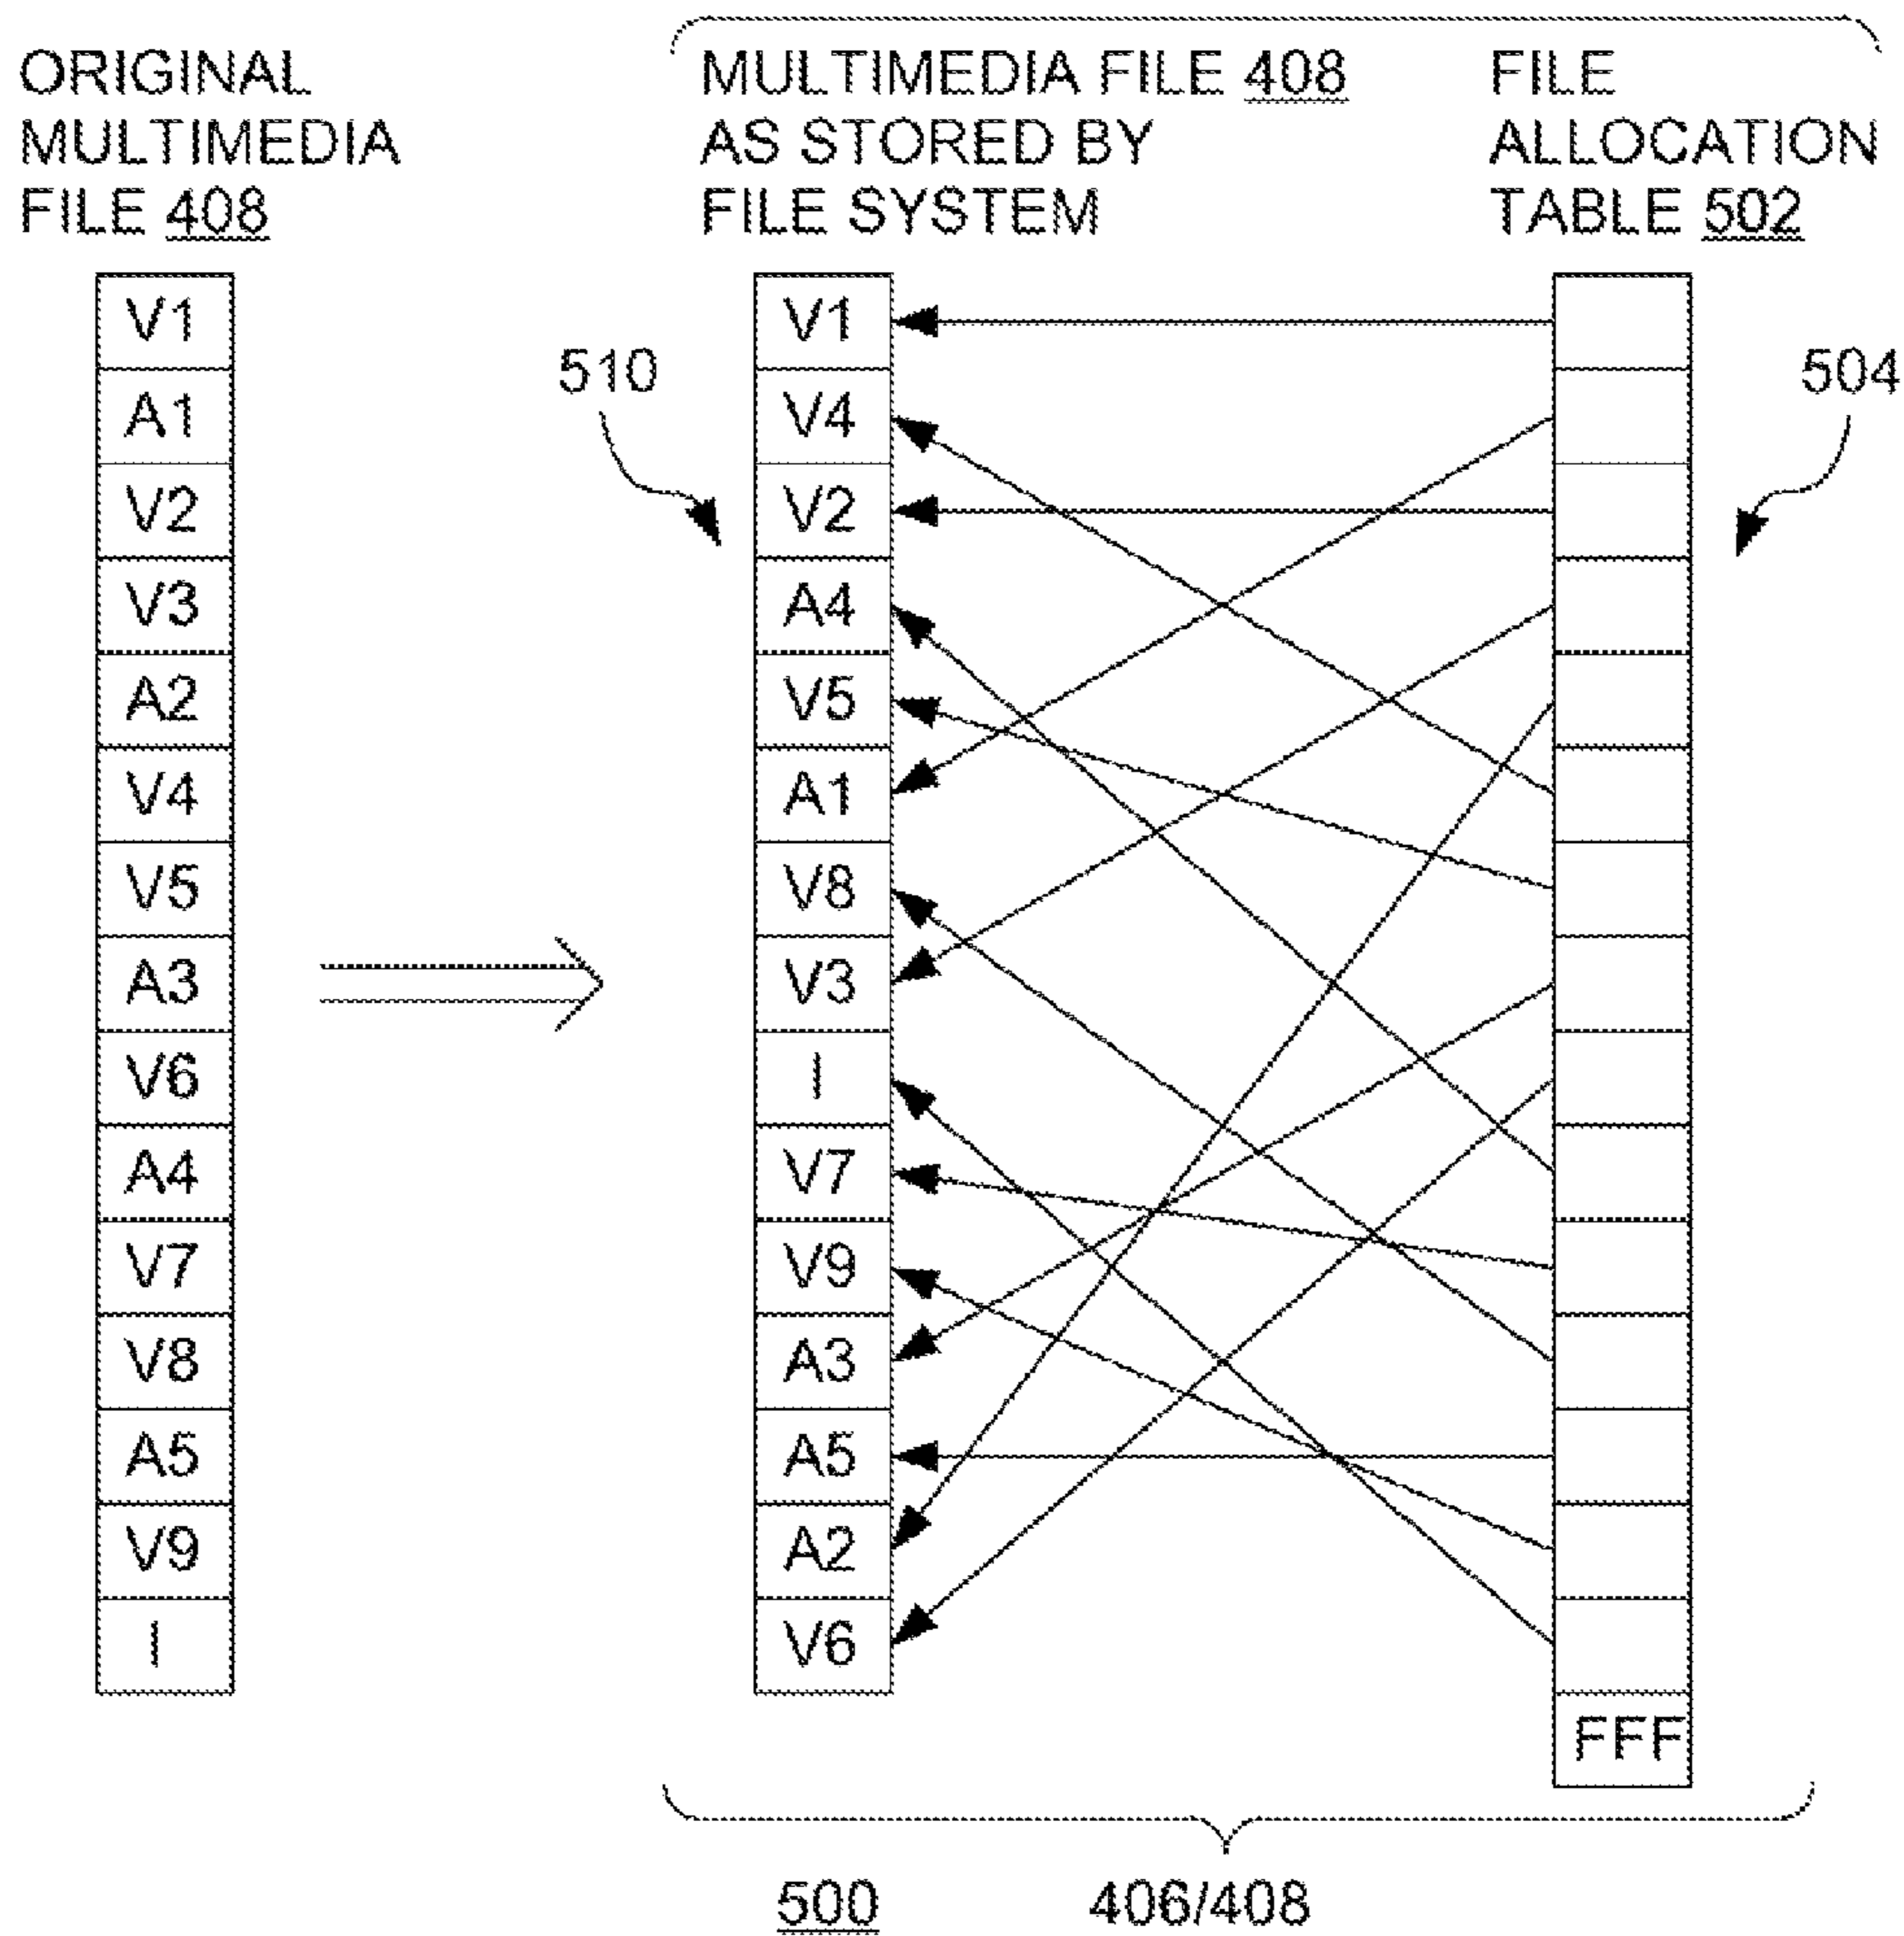 ORIGINAL
MULTIMEDIA
FILE 408
MULTIMEDIA FILE 408
AS STORED BY
FILE SYSTEM
FILE
ALLOCATION
TABLE 502
V1
A1
V2
V3
A2
V4
V5
A3
V6
A4
V7
V8
A5
V9
I
510
V1
V4
V2
A4
V5
A1
V8
V3
I
V7
V9
A3
A5
A2
V6
504
FFF
500
406/408